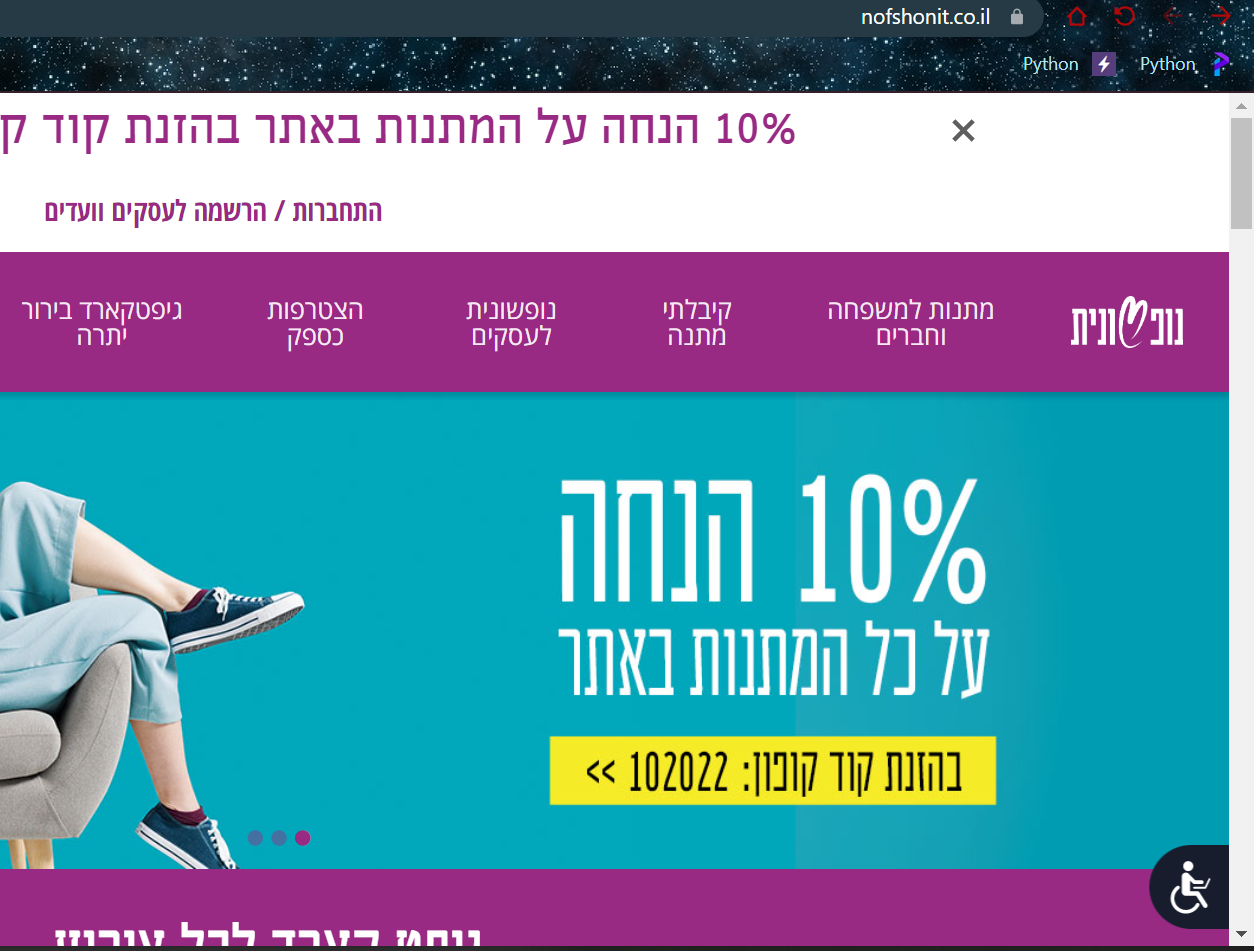 nofshonit.co.il
Python
Python
10% הנחה על המתנות באתר בהזנת קוד
התחברות / הרשמה לעסקים וועדים
נופשונית
מתנות למשפחה
וחברים
קיבלתי
מתנה
נופשונית
לעסקים
הצטרפות
כספק
גיפטקארד בירור
יתרה
10% הנחה
על כל המתנות באתר
בהזנת קוד קופון: 102022 >>